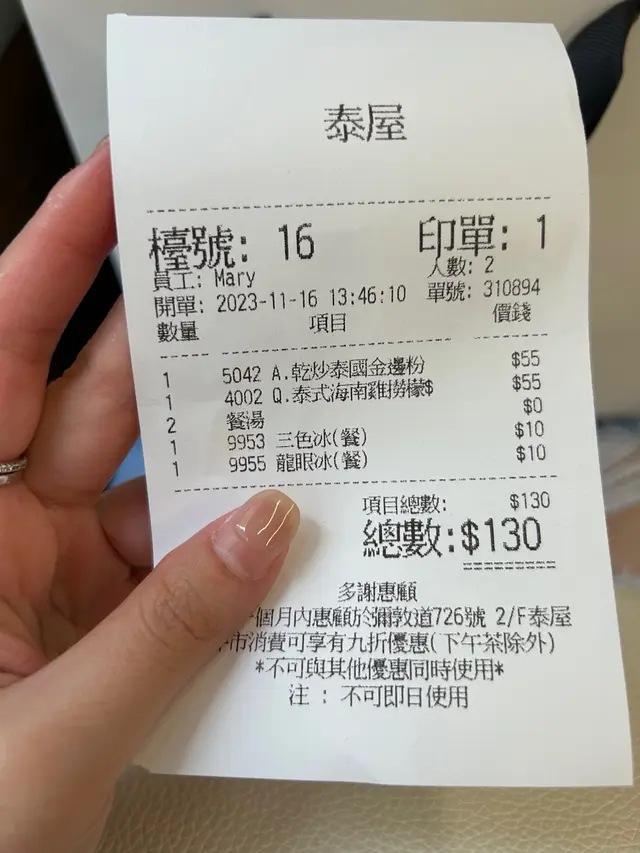 泰屋
檯號: 16 印單: 1
員工: Mary 人數: 2
開單: 2023-11-16 13:46:10 單號: 310894
數量 項目 價錢
1 5042 A.乾炒泰國金邊粉 $55
1 4002 Q.泰式海南雞撈檬$ $55
2 餐湯 $0
1 9953 三色冰(餐) $10
1 9955 龍眼冰(餐) $10
項目總數: $130
總數:$130
多謝惠顧
個月內惠顧於彌敦道726號 2/F泰屋
市消費可享有九折優惠(下午茶除外)
*不可與其他優惠同時使用*
注 : 不可即日使用